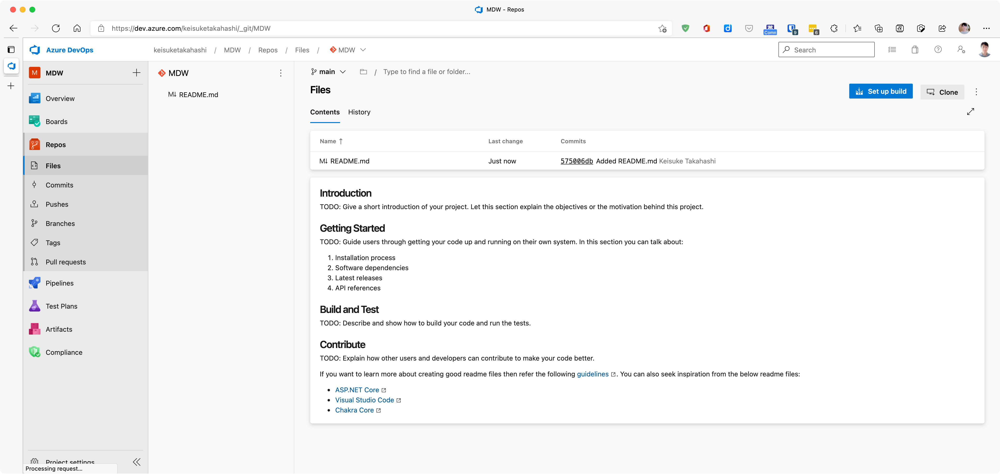 MDW - Repos
https://dev.azure.com/keisuketakahashi/_git/MDW
Comn
9
6
Azure DevOps
keisuketakahashi / MDW / Repos / Files / MDW
Search
M MDW
Overview
Boards
Repos
Files
Commits
Pushes
Branches
Tags
Pull requests
Pipelines
Test Plans
Artifacts
Compliance
Project settings
Processing request...
MDW
M↓ README.md
main / Type to find a file or folder...
Files
Set up build
Clone
Contents History
Name ↑ Last change Commits
M↓ README.md Just now 575006db Added README.md Keisuke Takahashi
Introduction
TODO: Give a short introduction of your project. Let this section explain the objectives or the motivation behind this project.
Getting Started
TODO: Guide users through getting your code up and running on their own system. In this section you can talk about:
1. Installation process
2. Software dependencies
3. Latest releases
4. API references
Build and Test
TODO: Describe and show how to build your code and run the tests.
Contribute
TODO: Explain how other users and developers can contribute to make your code better.
If you want to learn more about creating good readme files then refer the following guidelines. You can also seek inspiration from the below readme files:
• ASP.NET Core
• Visual Studio Code
• Chakra Core